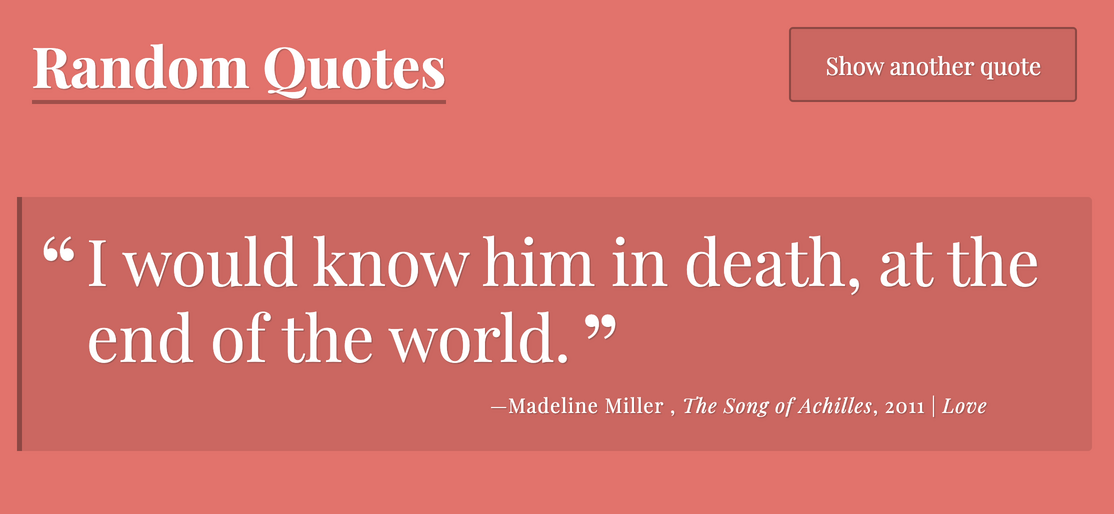 Random Quotes
Show another quote
“ I would know him in death, at the
end of the world. ”
—Madeline Miller , The Song of Achilles, 2011 | Love